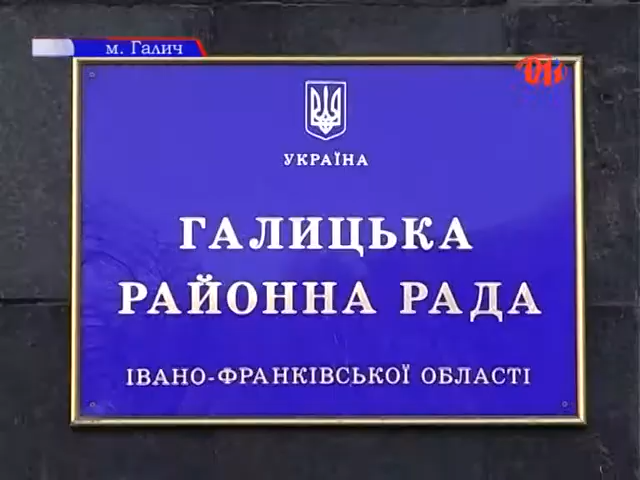 м. Галич
УКРАЇНА
ГАЛИЦЬКА
РАЙОННА РАДА
ІВАНО-ФРАНКІВСЬКОЇ ОБЛАСТІ